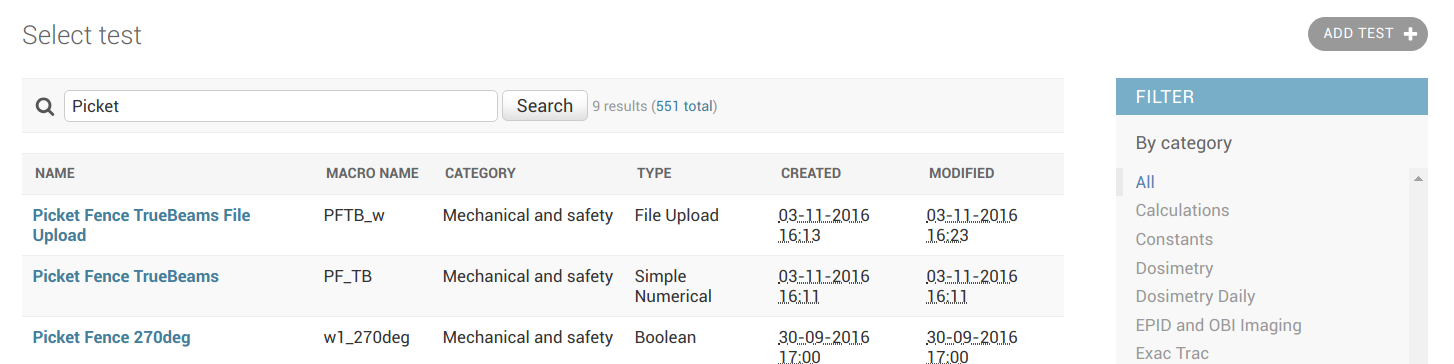 Select test
ADD TEST
Picket
Search
9 results (551 total)
NAME MACRO NAME CATEGORY TYPE CREATED MODIFIED
Picket Fence TrueBeams File PFTB_w Mechanical and safety File Upload 03-11-2016 03-11-2016
Upload 16:13 16:23
Picket Fence TrueBeams PF_TB Mechanical and safety Simple 03-11-2016 03-11-2016
Numerical 16:11 16:11
Picket Fence 270deg w1_270deg Mechanical and safety Boolean 30-09-2016 30-09-2016
17:00 17:00
FILTER
By category
All
Calculations
Constants
Dosimetry
Dosimetry Daily
EPID and OBI Imaging
Exac Trac